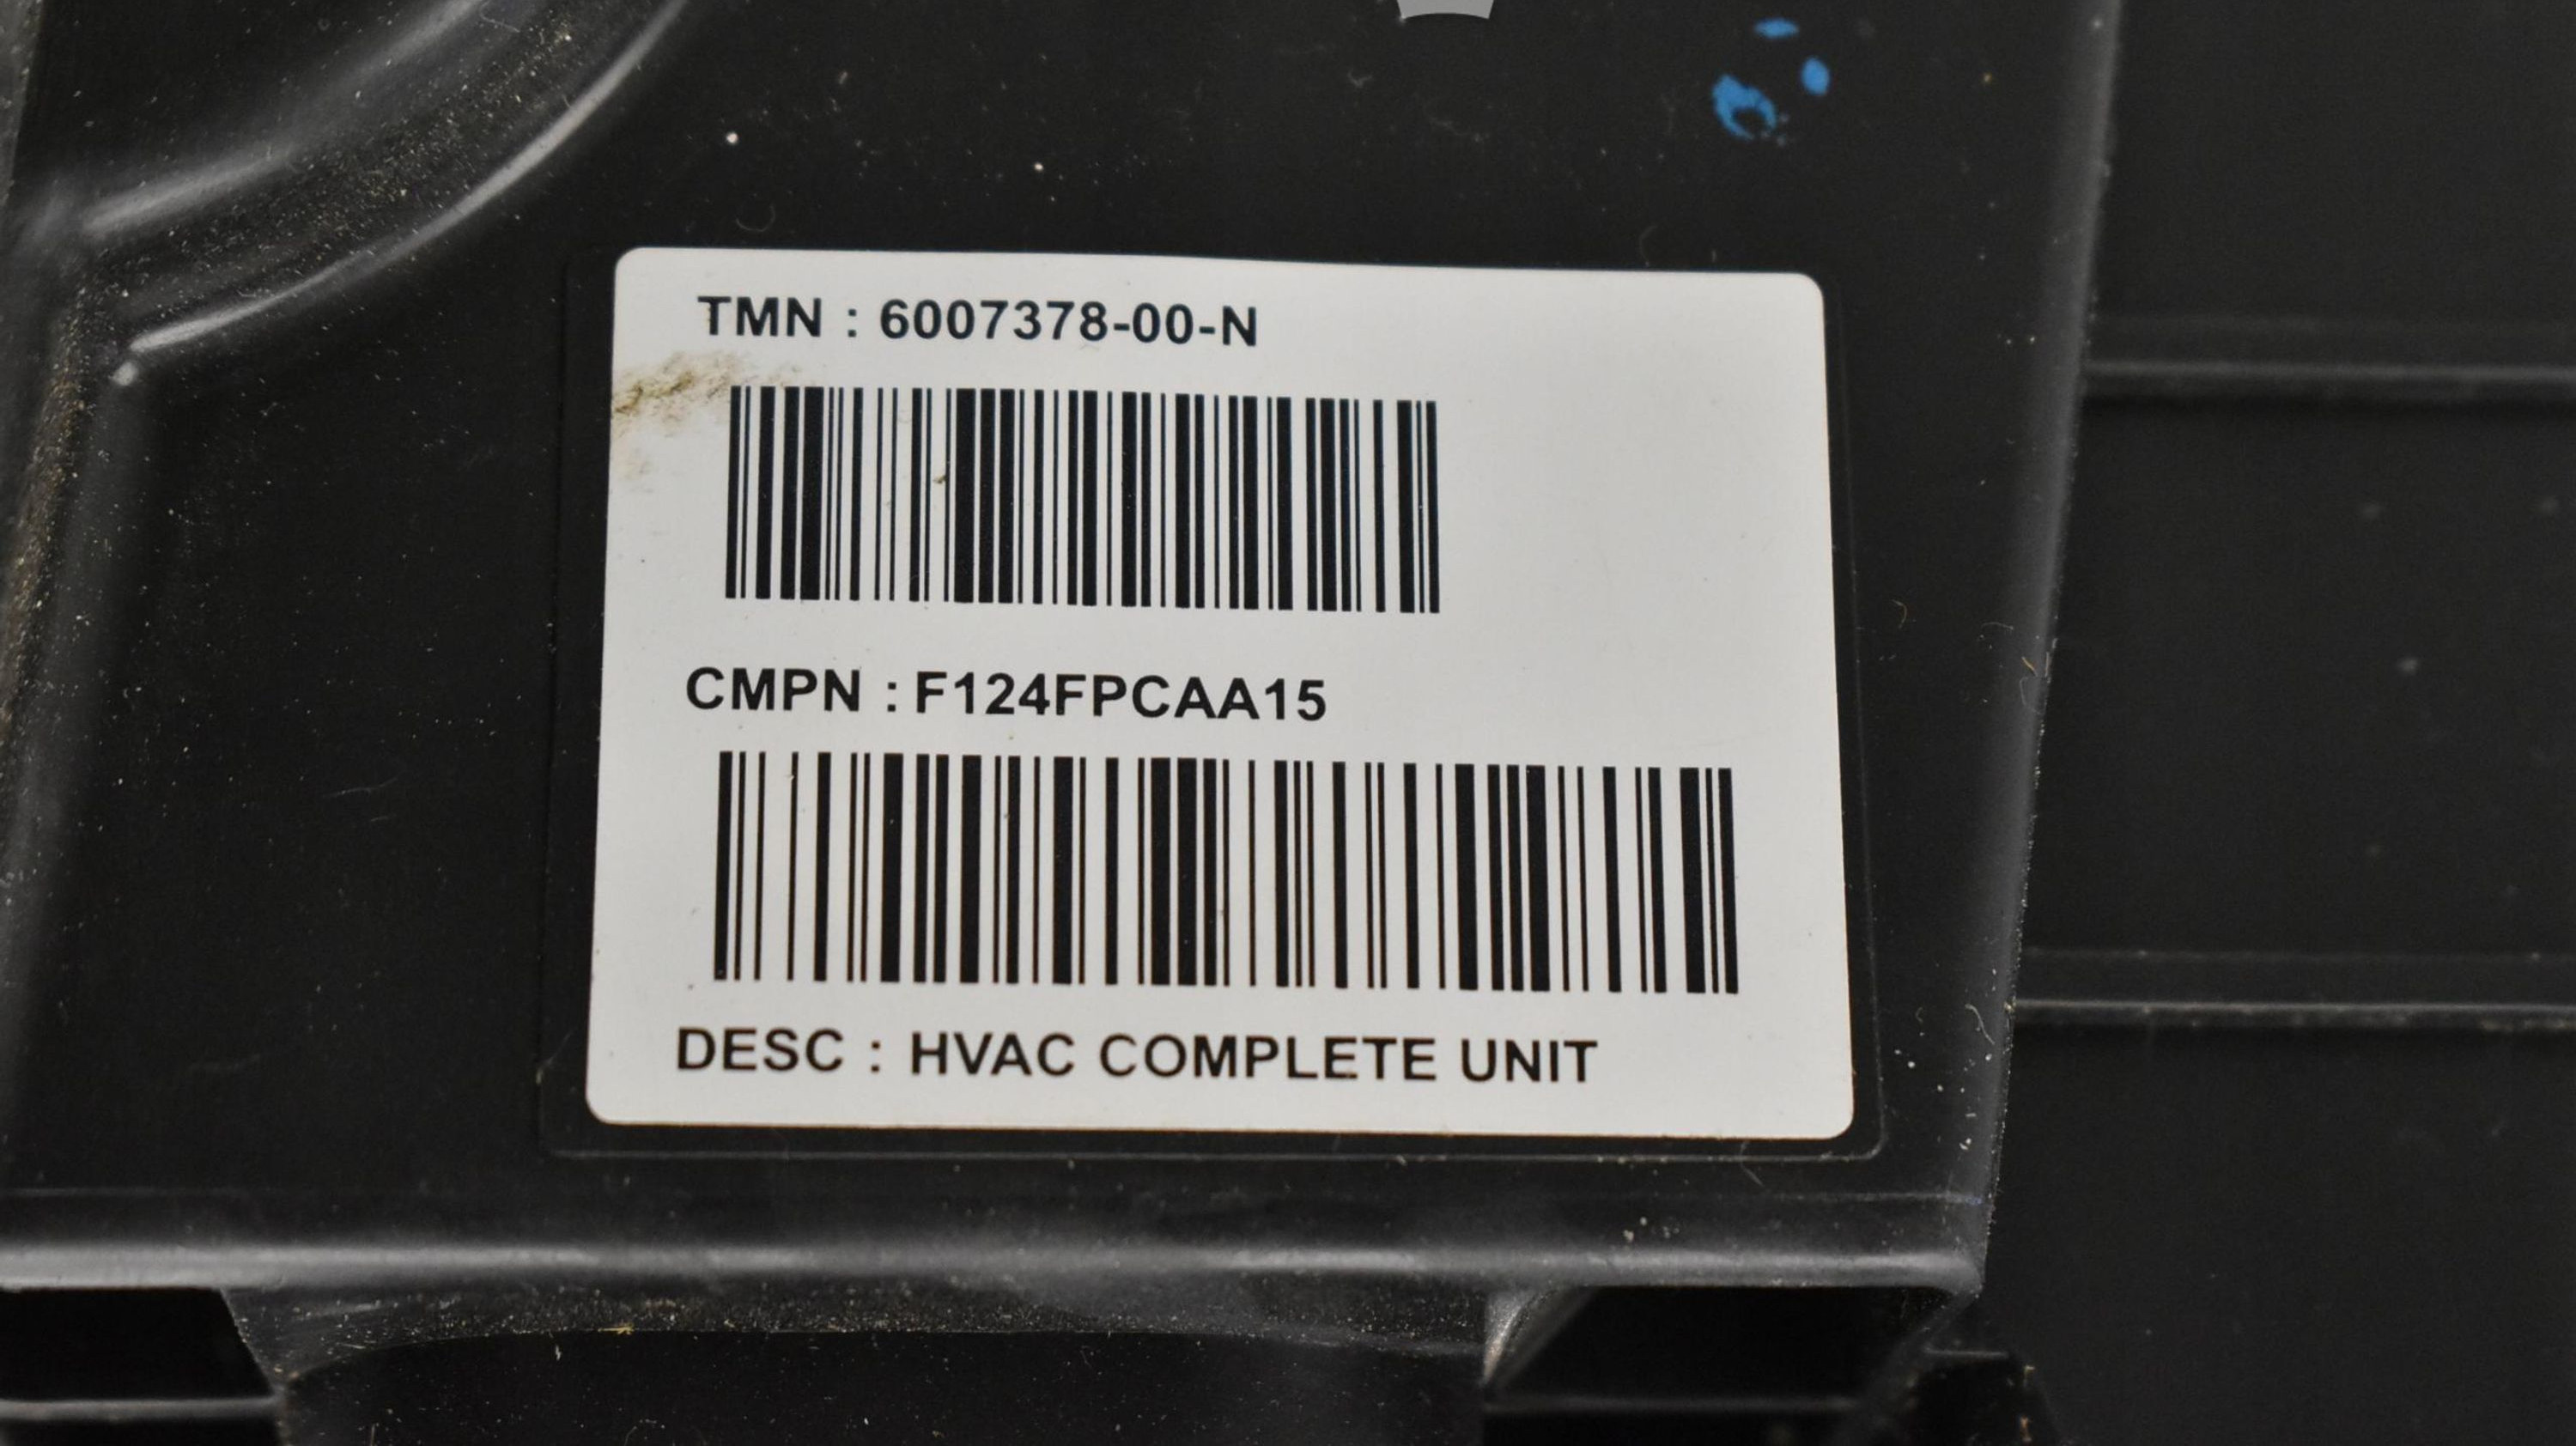 TMN : 6007378-00-N
CMPN : F124FPCAA15
DESC : HVAC COMPLETE UNIT